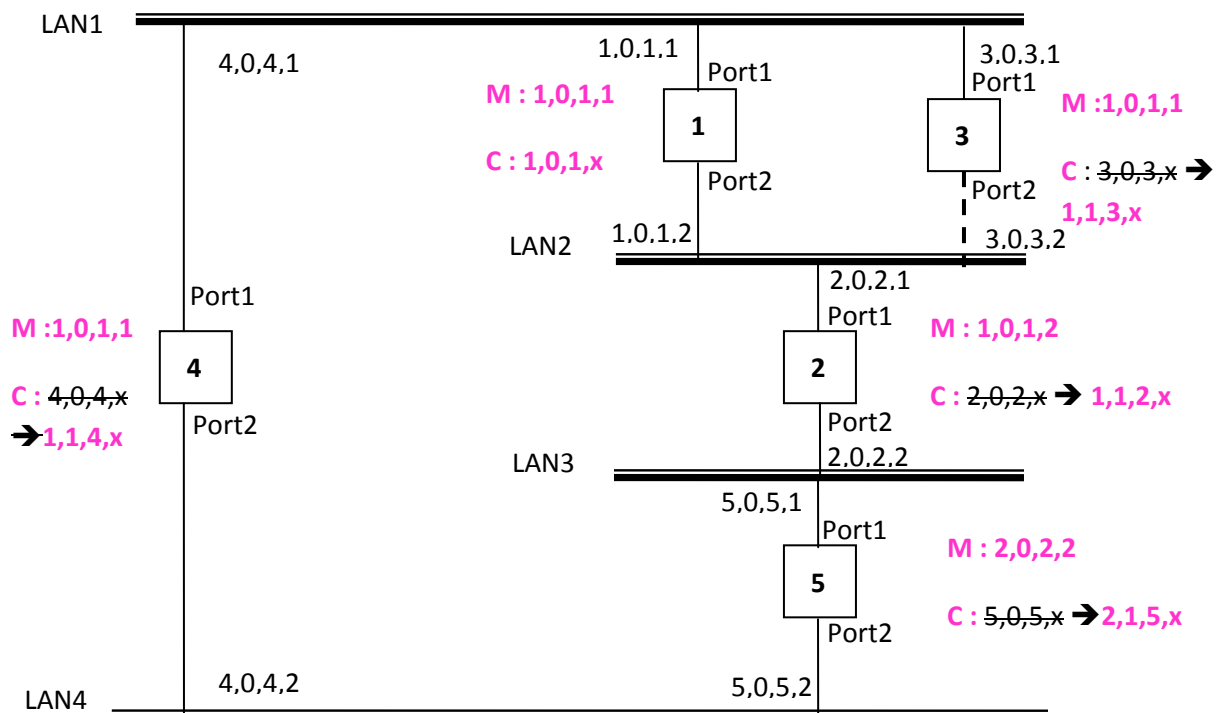 LAN1
4,0,4,1
1,0,1,1
3,0,3,1
Port1
Port1
M : 1,0,1,1
M :1,0,1,1
1
3
C : 1,0,1,x
C : 3,0,3,x ➔
Port2
Port2
1,1,3,x
1,0,1,2
3,0,3,2
LAN2
2,0,2,1
Port1
Port1
M :1,0,1,1
M : 1,0,1,2
4
2
C : 4,0,4,x
C : 2,0,2,x ➔ 1,1,2,x
Port2
Port2
➔1,1,4,x
LAN3
2,0,2,2
5,0,5,1
Port1
M : 2,0,2,2
5
C : 5,0,5,x ➔2,1,5,x
Port2
4,0,4,2
5,0,5,2
LAN4